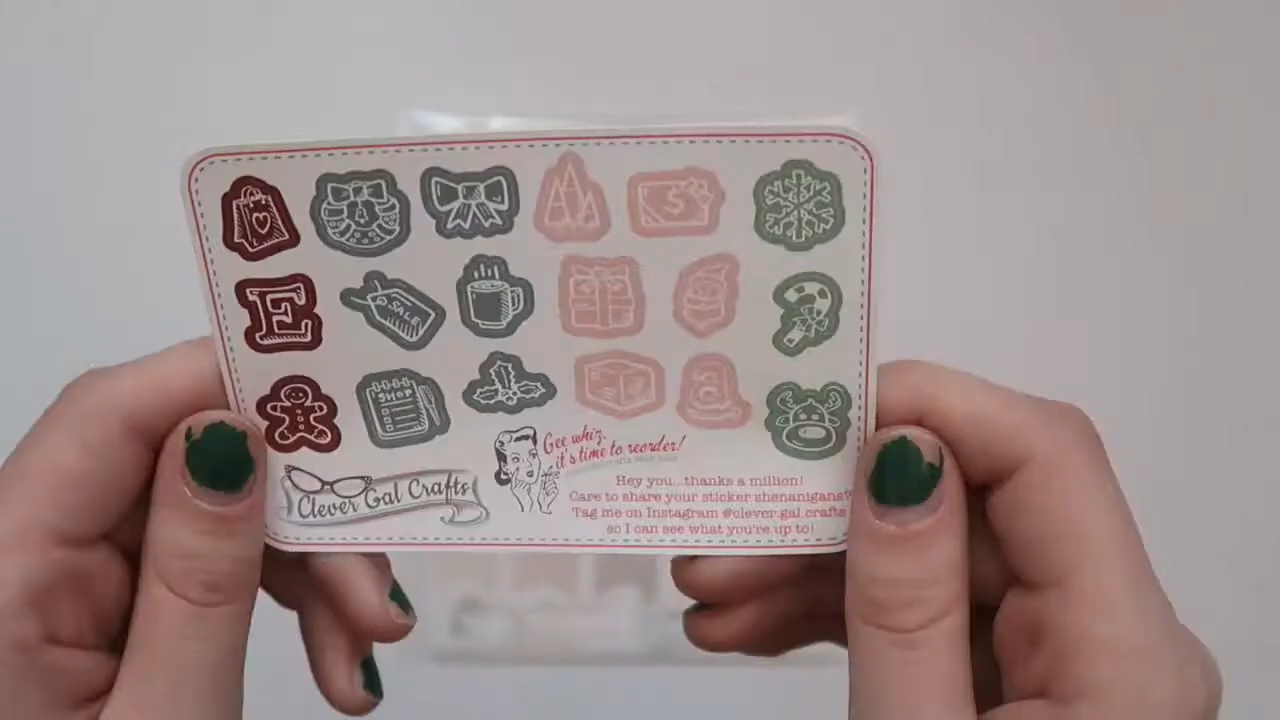 $
E
SALE
SHOP
a
Gee whiz,
it's time to reorder!
Clever Gal Crafts
Hey you...thanks a million!
Care to share your sticker shenanigans?
Tag me on Instagram @clever.gal.crafts
so I can see what you're up to!